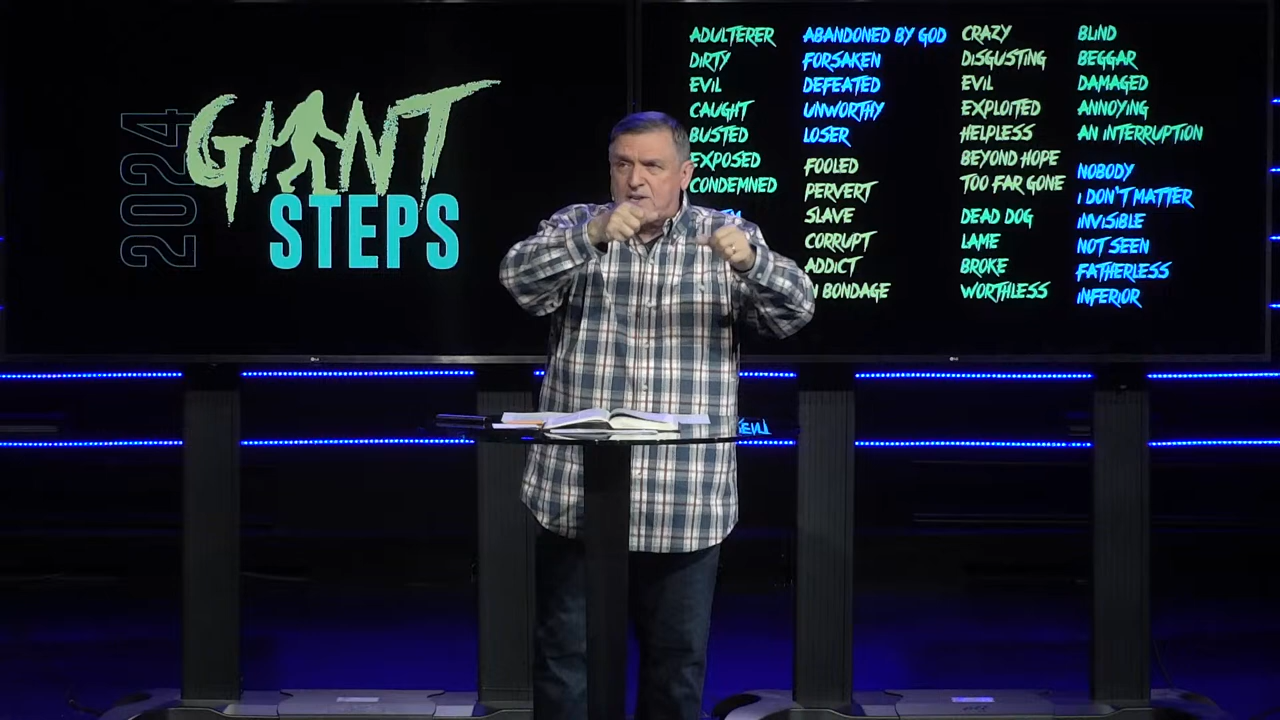 2024
GIANT
STEPS
ADULTERER
DIRTY
EVIL
CAUGHT
BUSTED
EXPOSED
CONDEMNED
ABANDONED BY GOD
FORSAKEN
DEFEATED
UNWORTHY
LOSER
FOOLED
PERVERT
SLAVE
CORRUPT
ADDICT
BONDAGE
CRAZY
DISGUSTING
EVIL
EXPLOITED
HELPLESS
BEYOND HOPE
TOO FAR GONE
DEAD DOG
LAME
BROKE
WORTHLESS
BLIND
BEGGAR
DAMAGED
ANNOYING
AN INTERRUPTION
NOBODY
I DON'T MATTER
INVISIBLE
NOT SEEN
FATHERLESS
INFERIOR